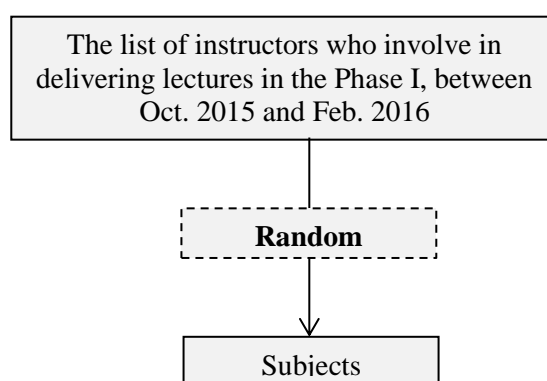 The list of instructors who involve in
delivering lectures in the Phase I, between
Oct. 2015 and Feb. 2016
Random
Subjects